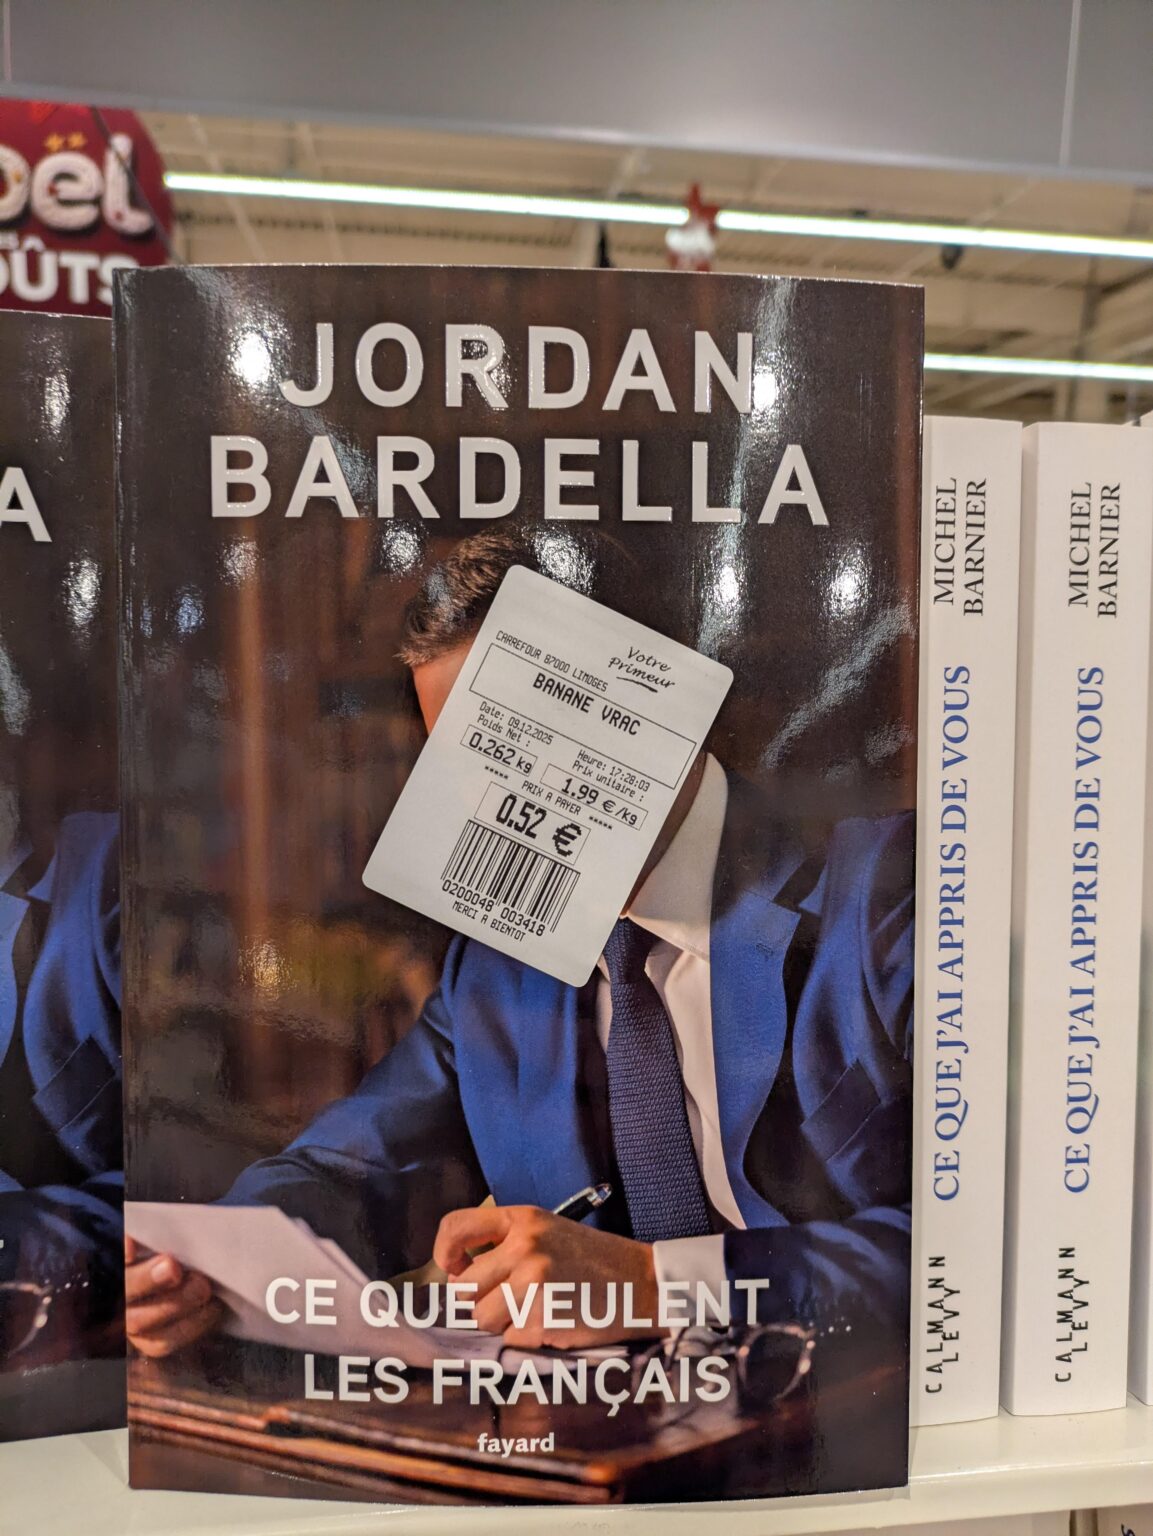 oël
ÛTS
A
JORDAN
BARDELLA
Votre
primeur
CARREFOUR 87000 LIMOGES
BANANE VRAC
Date: 09.12.2025
Heure: 17:28:03
Poids Net :
Prix unitaire :
0.262 kg
1.99 €/kg
***** PRIX A PAYER *****
0.52 €
0200048 003418
MERCI A BIENTOT
CE QUE VEULENT
LES FRANÇAIS
fayard
MICHEL
BARNIER
CE QUE J'AI APPRIS DE VOUS
CALMANN
LEVY
MICHEL
BARNIER
CE QUE J'AI APPRIS DE VOUS
CALMANN
LEVY